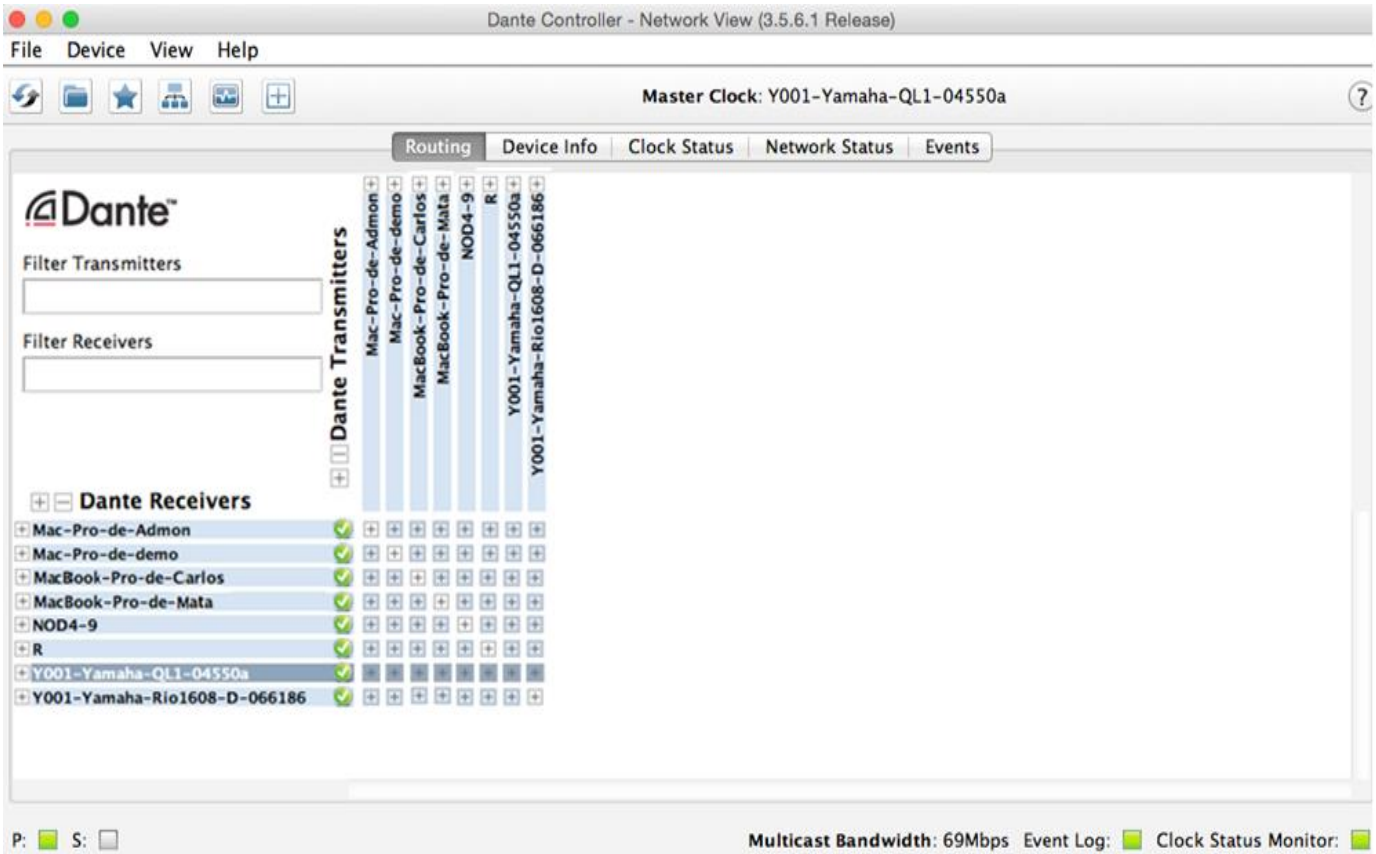 Dante Controller - Network View (3.5.6.1 Release)
File Device View Help
Master Clock: Y001-Yamaha-QL1-04550a
?
Routing Device Info Clock Status Network Status Events
Dante™
Filter Transmitters
Filter Receivers
Dante Transmitters
Mac-Pro-de-Admon
Mac-Pro-de-demo
MacBook-Pro-de-Carlos
MacBook-Pro-de-Mata
NOD4-9
R
Y001-Yamaha-QL1-04550a
Y001-Yamaha-Rio1608-D-066186
Dante Receivers
Mac-Pro-de-Admon
Mac-Pro-de-demo
MacBook-Pro-de-Carlos
MacBook-Pro-de-Mata
NOD4-9
R
Y001-Yamaha-QL1-04550a
Y001-Yamaha-Rio1608-D-066186
P: S: Multicast Bandwidth: 69Mbps Event Log: Clock Status Monitor: